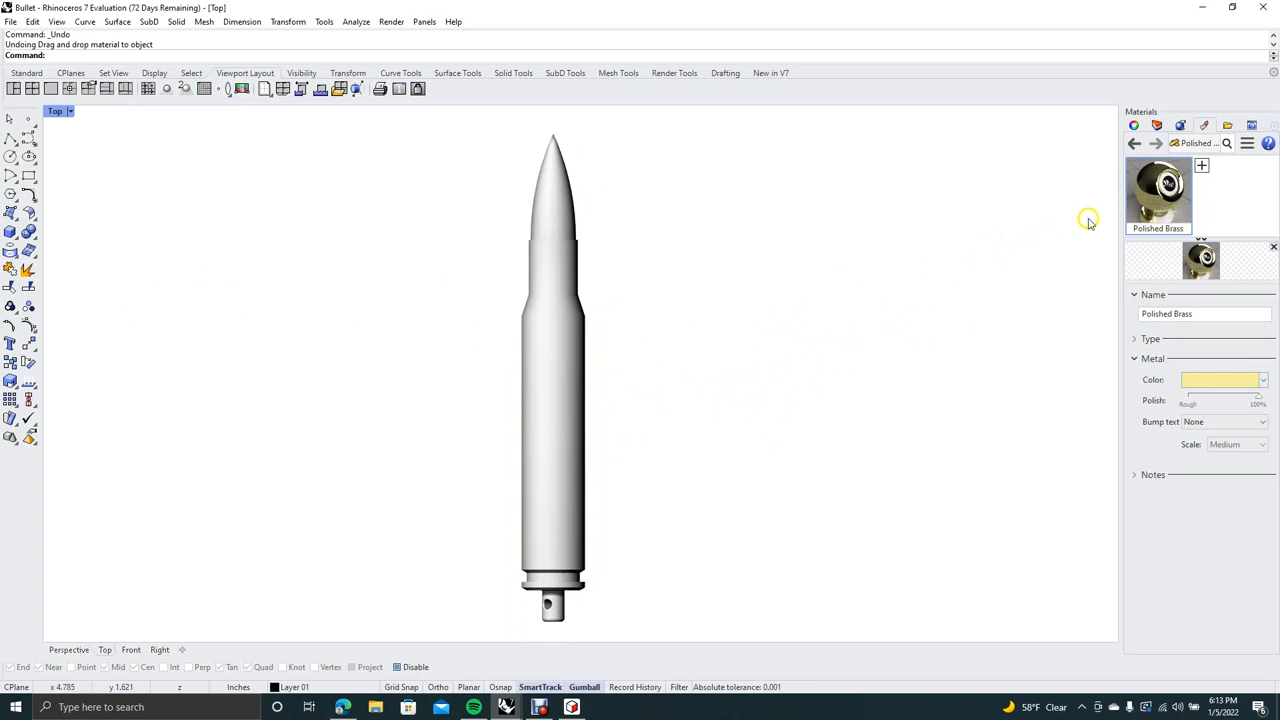 Bullet - Rhinoceros 7 Evaluation (72 Days Remaining) - [Top]
File Edit View Curve Surface SubD Solid Mesh Dimension Transform Tools Analyze Render Panels Help
Command: _Undo
Undoing Drag and drop material to object
Command:
Standard CPlanes Set View Display Select Viewport Layout Visibility Transform Curve Tools Surface Tools Solid Tools SubD Tools Mesh Tools Render Tools Drafting New in V7
Top
Materials
Polished ...
Polished Brass
Name
Polished Brass
Type
Metal
Color:
Polish:
Rough 100%
Bump text None
Scale: Medium
Notes
Perspective Top Front Right
End Near Point Mid Cen Int Perp Tan Quad Knot Vertex Project Disable
CPlane x 4.785 y 1.621 z Inches Layer 01 Grid Snap Ortho Planar Osnap SmartTrack Gumball Record History Filter Absolute tolerance: 0.001
Type here to search
58°F Clear
6:13 PM
1/5/2022
6